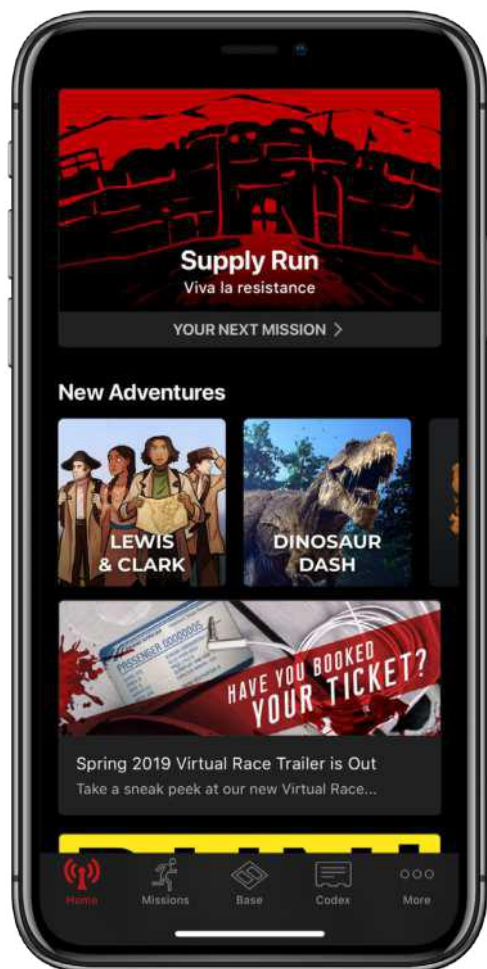 Supply Run
Viva la resistance
YOUR NEXT MISSION >
New Adventures
LEWIS
& CLARK
DINOSAUR
DASH
PASSENGER 00000005
HAVE YOU BOOKED
YOUR TICKET?
Spring 2019 Virtual Race Trailer is Out
Take a sneak peek at our new Virtual Race...
Home
Missions
Base
Codex
More